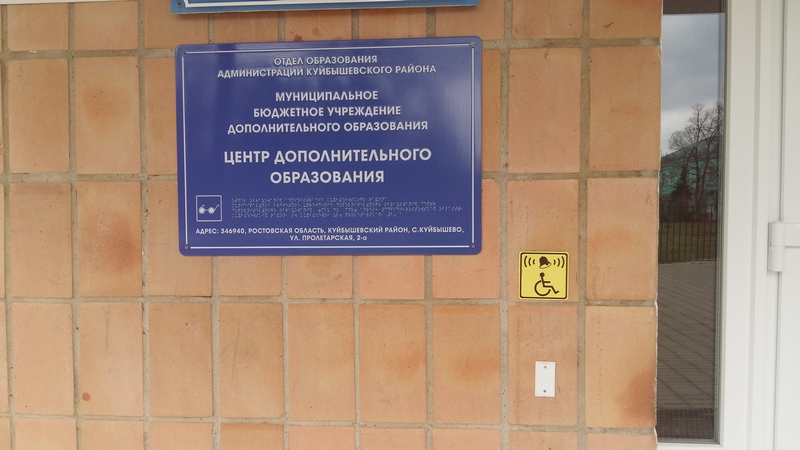 ОТДЕЛ ОБРАЗОВАНИЯ
АДМИНИСТРАЦИИ КУЙБЫШЕВСКОГО РАЙОНА
МУНИЦИПАЛЬНОЕ
БЮДЖЕТНОЕ УЧРЕЖДЕНИЕ
ДОПОЛНИТЕЛЬНОГО ОБРАЗОВАНИЯ
ЦЕНТР ДОПОЛНИТЕЛЬНОГО
ОБРАЗОВАНИЯ
АДРЕС: 346940, РОСТОВСКАЯ ОБЛАСТЬ, КУЙБЫШЕВСКИЙ РАЙОН, С.КУЙБЫШЕВО,
УЛ. ПРОЛЕТАРСКАЯ, 2-а